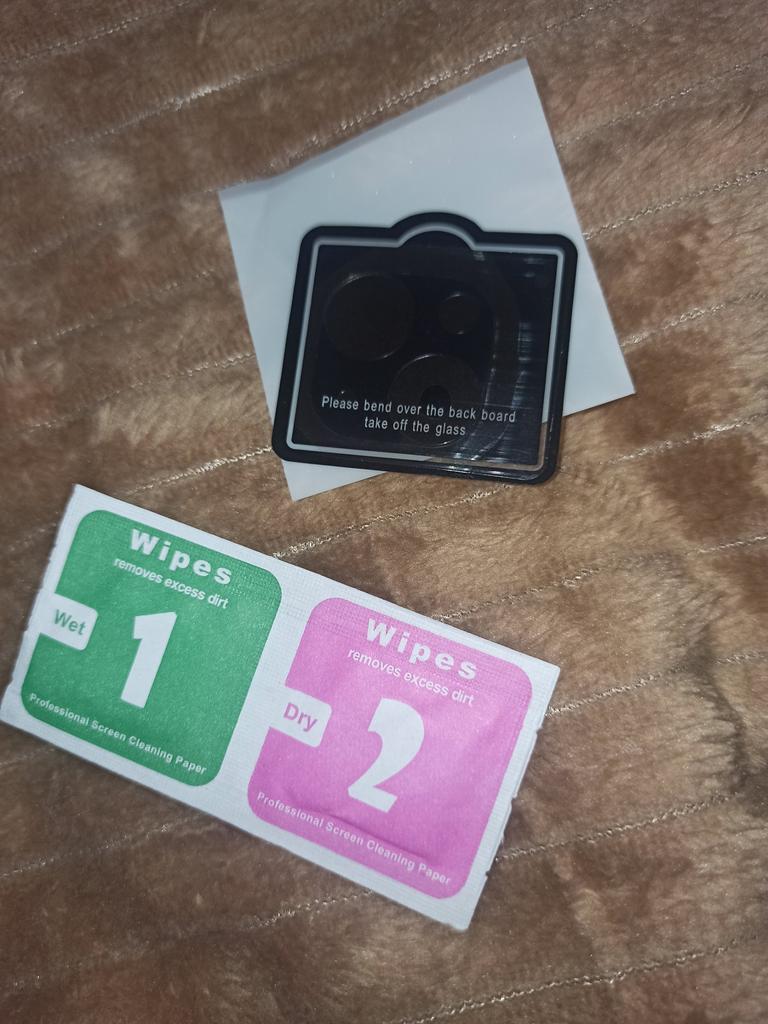 Please bend over the back board
take off the glass
Wipes
removes excess dirt
Wet
1
Professional Screen Cleaning Paper
Wipes
removes excess dirt
Dry
2
Professional Screen Cleaning Paper